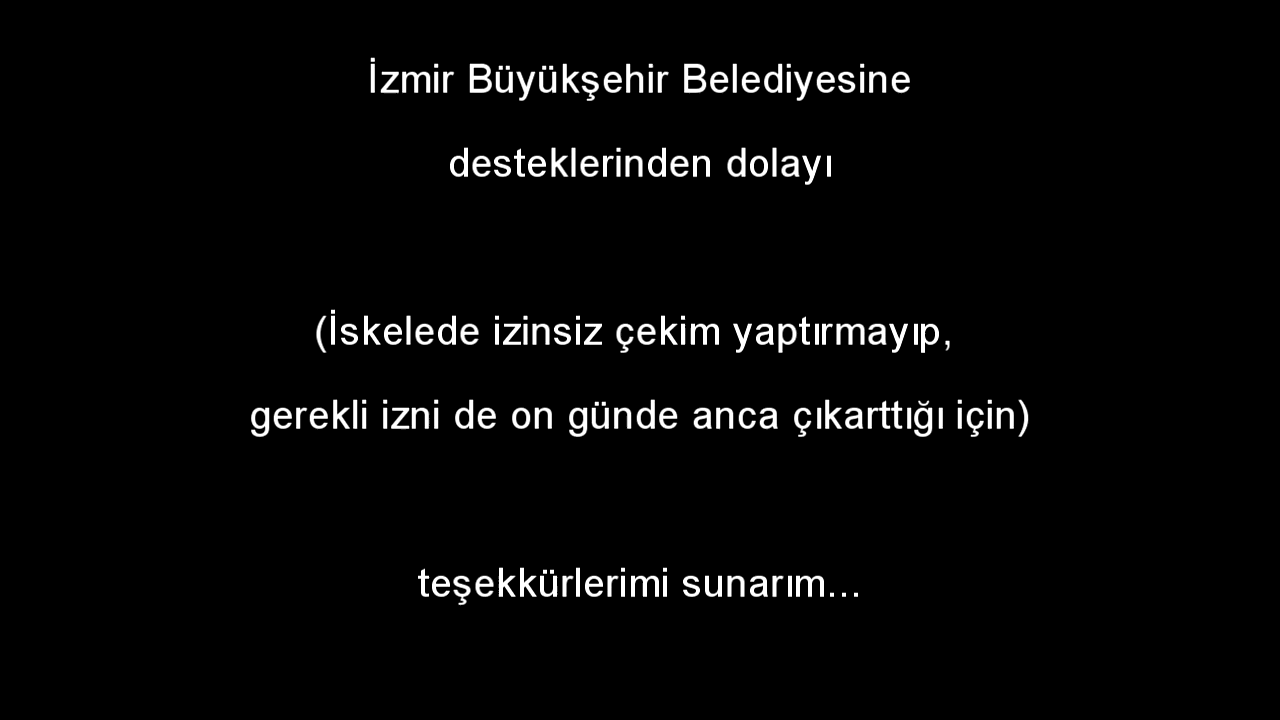 İzmir Büyükşehir Belediyesine
desteklerinden dolayı
(İskelede izinsiz çekim yaptırmayıp,
gerekli izni de on günde anca çıkarttığı için)
teşekkürlerimi sunarım...